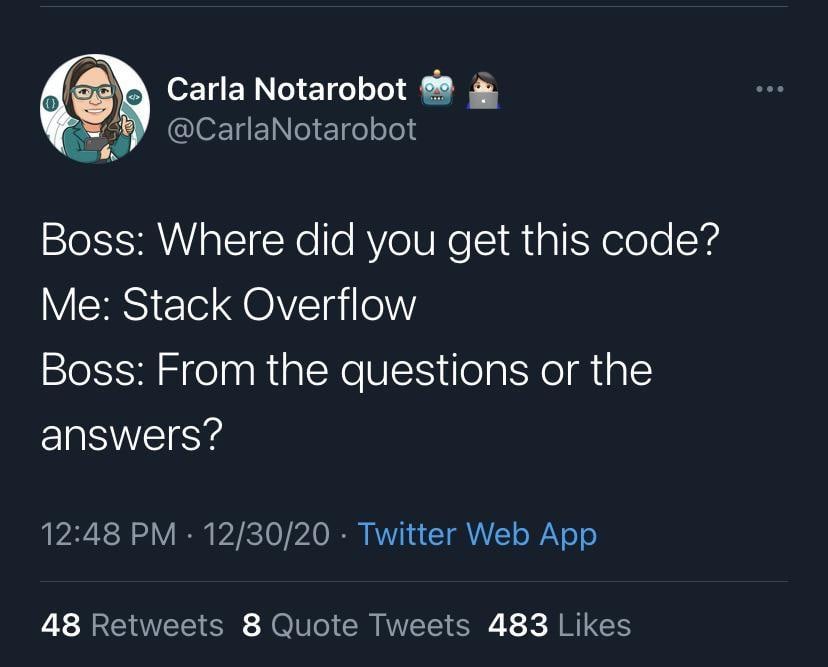 Carla Notarobot 🤖 👩🏻‍💻
@CarlaNotarobot
Boss: Where did you get this code?
Me: Stack Overflow
Boss: From the questions or the
answers?
12:48 PM · 12/30/20 · Twitter Web App
48 Retweets 8 Quote Tweets 483 Likes